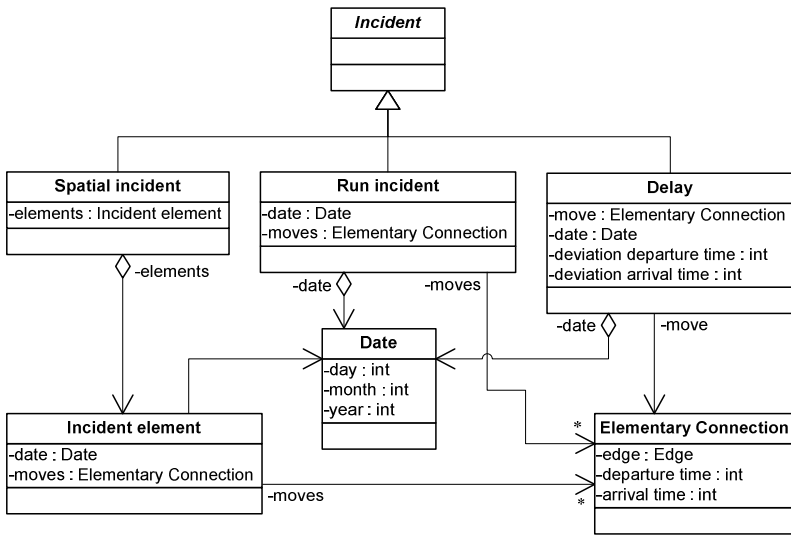 Incident
Spatial incident
-elements : Incident element
Run incident
-date : Date
-moves : Elementary Connection
Delay
-move : Elementary Connection
-date : Date
-deviation departure time : int
-deviation arrival time : int
-elements
-date
-moves
-date
-move
Date
-day : int
-month : int
-year : int
Incident element
-date : Date
-moves : Elementary Connection
-moves
*
*
Elementary Connection
-edge : Edge
-departure time : int
-arrival time : int